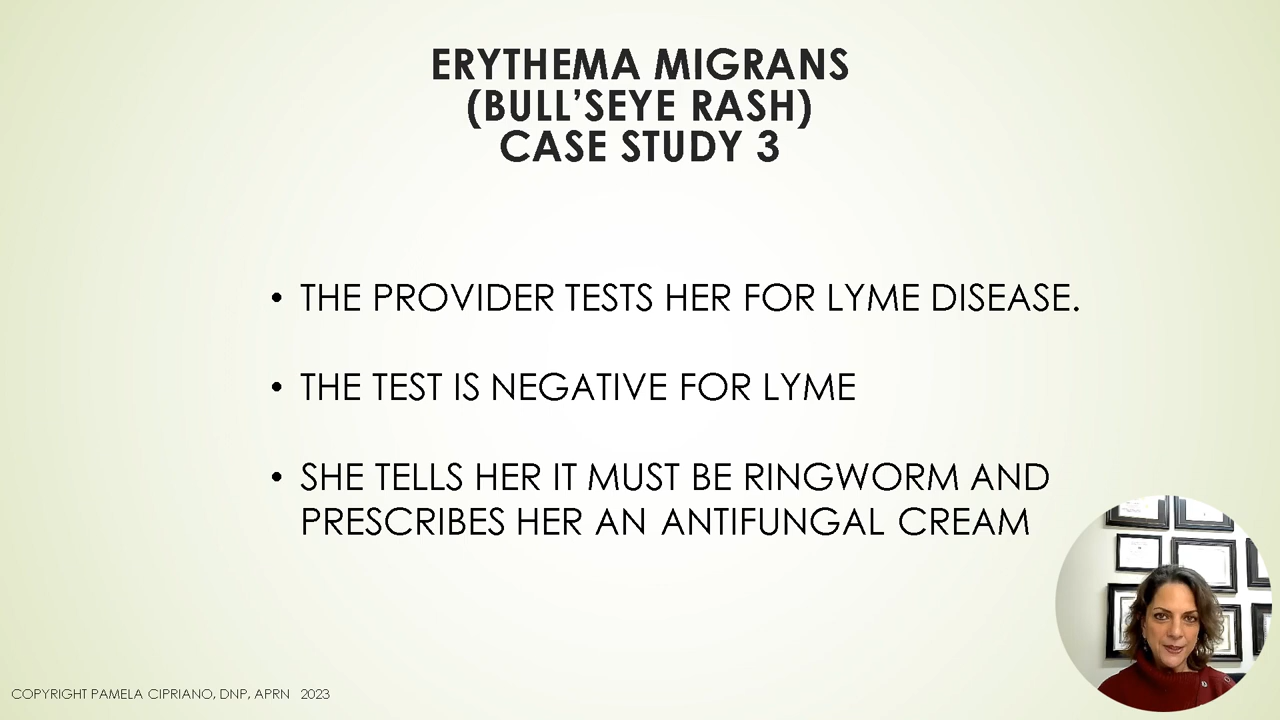 ERYTHEMA MIGRANS
(BULL’SEYE RASH)
CASE STUDY 3
• THE PROVIDER TESTS HER FOR LYME DISEASE.
• THE TEST IS NEGATIVE FOR LYME
• SHE TELLS HER IT MUST BE RINGWORM AND
PRESCRIBES HER AN ANTIFUNGAL CREAM
COPYRIGHT PAMELA CIPRIANO, DNP, APRN 2023